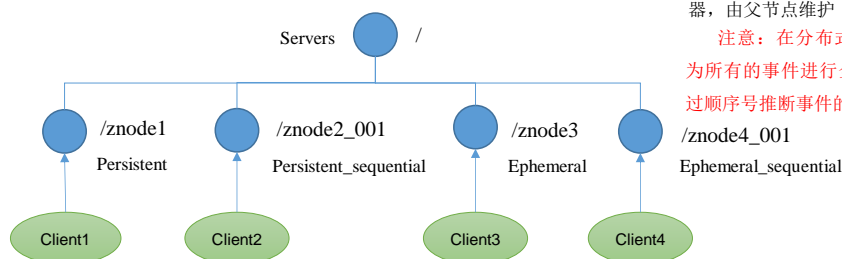 器，由父节点维护
注意：在分布式
为所有的事件进行
过顺序号推断事件的
Servers
/
/znode1
Persistent
/znode2_001
Persistent_sequential
/znode3
Ephemeral
/znode4_001
Ephemeral_sequential
Client1
Client2
Client3
Client4